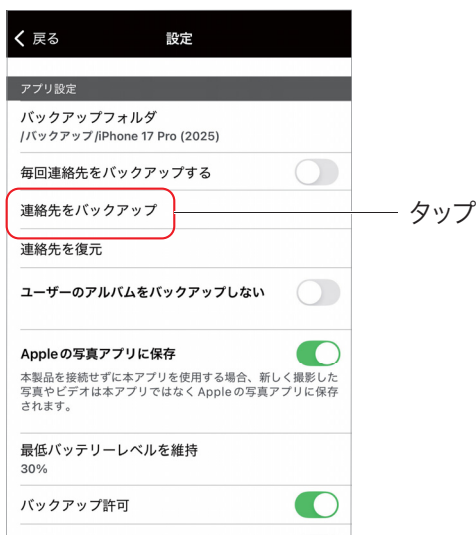 戻る 設定
アプリ設定
バックアップフォルダ
/バックアップ/iPhone 17 Pro (2025)
毎回連絡先をバックアップする
連絡先をバックアップ
タップ
連絡先を復元
ユーザーのアルバムをバックアップしない
Appleの写真アプリに保存
本製品を接続せずに本アプリを使用する場合、新しく撮影した
写真やビデオは本アプリではなくAppleの写真アプリに保存
されます。
最低バッテリーレベルを維持
30%
バックアップ許可